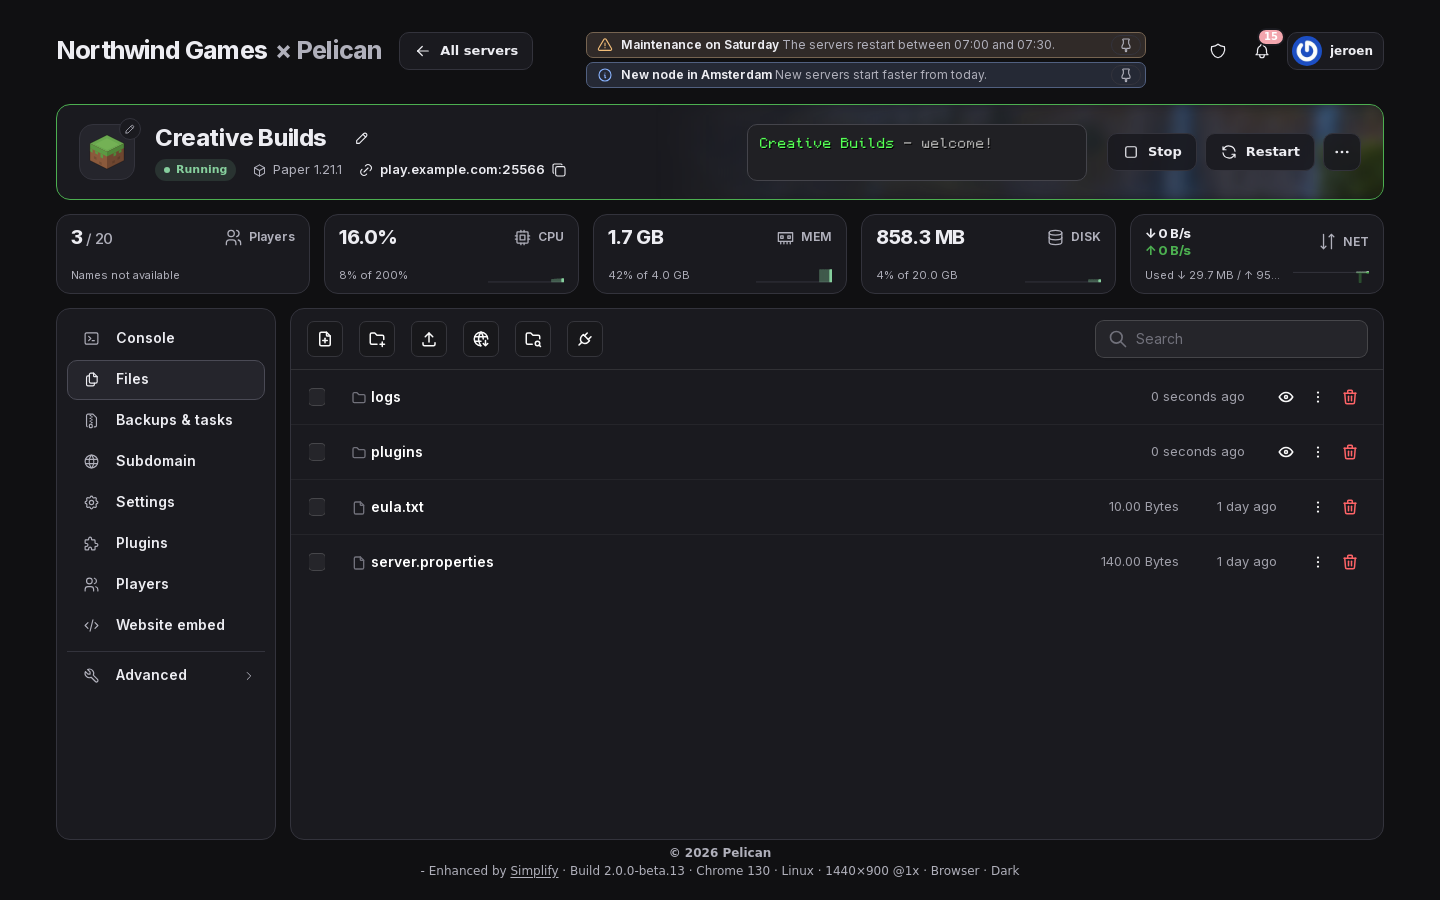 Northwind Games × Pelican
All servers
Maintenance on Saturday The servers restart between 07:00 and 07:30.
New node in Amsterdam New servers start faster from today.
15
jeroen
Creative Builds
Running
Paper 1.21.1
play.example.com:25566
Creative Builds – welcome!
Stop
Restart
3 / 20
Players
Names not available
16.0%
CPU
8% of 200%
1.7 GB
MEM
42% of 4.0 GB
858.3 MB
DISK
4% of 20.0 GB
↓ 0 B/s
↑ 0 B/s
NET
Used ↓ 29.7 MB / ↑ 95...
Console
Files
Backups & tasks
Subdomain
Settings
Plugins
Players
Website embed
Advanced
Search
logs 0 seconds ago
plugins 0 seconds ago
eula.txt 10.00 Bytes 1 day ago
server.properties 140.00 Bytes 1 day ago
© 2026 Pelican
- Enhanced by Simplify · Build 2.0.0-beta.13 · Chrome 130 · Linux · 1440×900 @1x · Browser · Dark